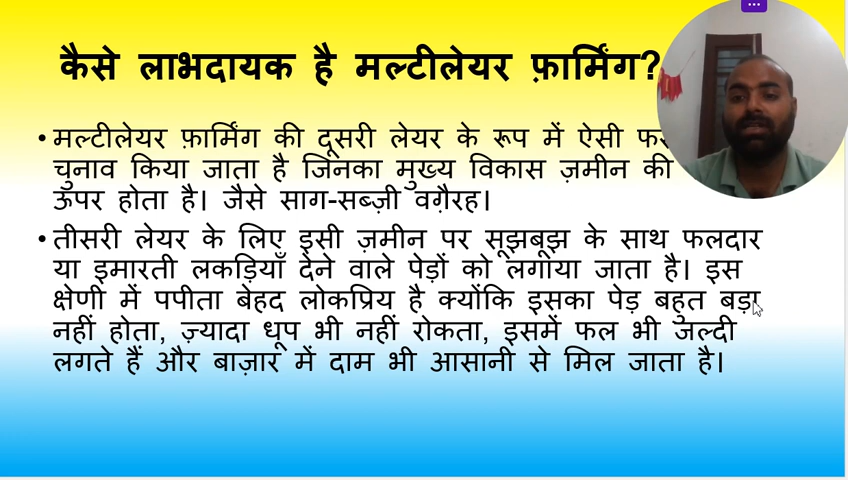 कैसे लाभदायक है मल्टीलेयर फ़ार्मिंग?
• मल्टीलेयर फ़ार्मिंग की दूसरी लेयर के रूप में ऐसी
चुनाव किया जाता है जिनका मुख्य विकास ज़मीन की
ऊपर होता है। जैसे साग-सब्ज़ी वग़ैरह।
• तीसरी लेयर के लिए इसी ज़मीन पर सूझबूझ के साथ फलदार
या इमारती लकड़ियाँ देने वाले पेड़ों को लगाया जाता है। इस
क्षेणी में पपीता बेहद लोकप्रिय है क्योंकि इसका पेड़ बहुत बड़ा
नहीं होता, ज़्यादा धूप भी नहीं रोकता, इसमें फल भी जल्दी
लगते हैं और बाज़ार में दाम भी आसानी से मिल जाता है।